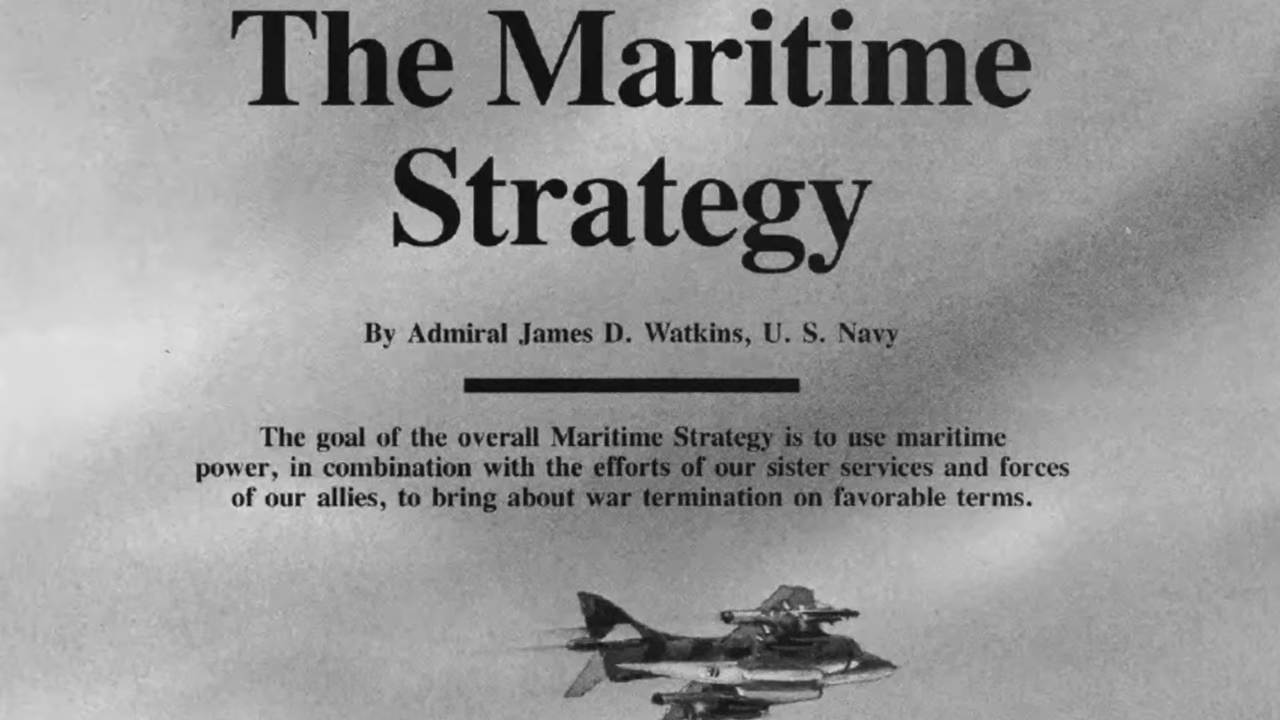 The Maritime
Strategy
By Admiral James D. Watkins, U. S. Navy
The goal of the overall Maritime Strategy is to use maritime
power, in combination with the efforts of our sister services and forces
of our allies, to bring about war termination on favorable terms.